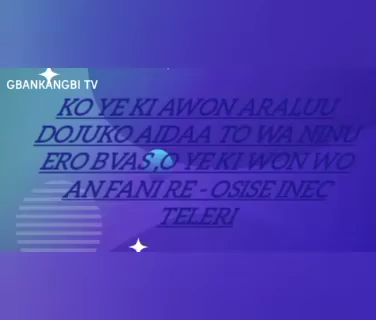 GBANKANGBI TV
KO YE KI AWON ARALUU
DOJUKO AIDAA TO WA NINU
ERO BVAS ,O YE KI WON WO
AN FANI RE - OSISE INEC
TELERI